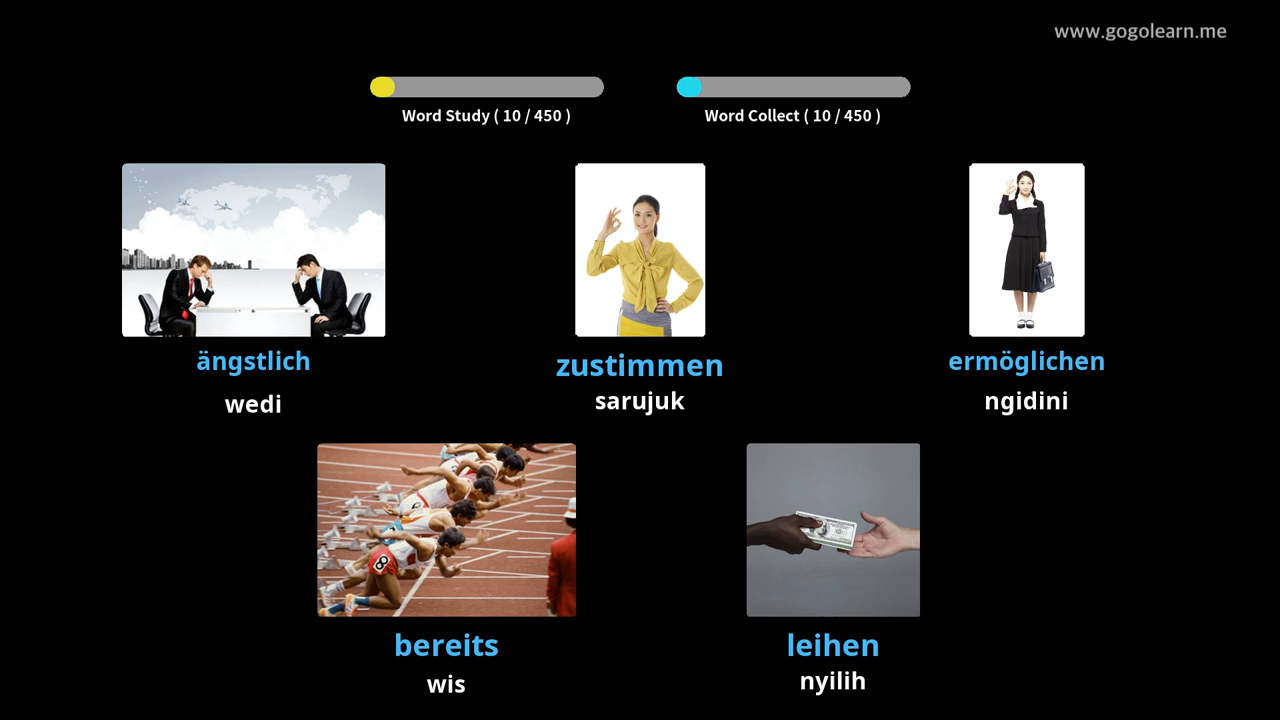 www.gogolearn.me
Word Study ( 10 / 450 )
Word Collect ( 10 / 450 )
ängstlich
wedi
zustimmen
sarujuk
ermöglichen
ngidini
8
bereits
wis
leihen
nyilih